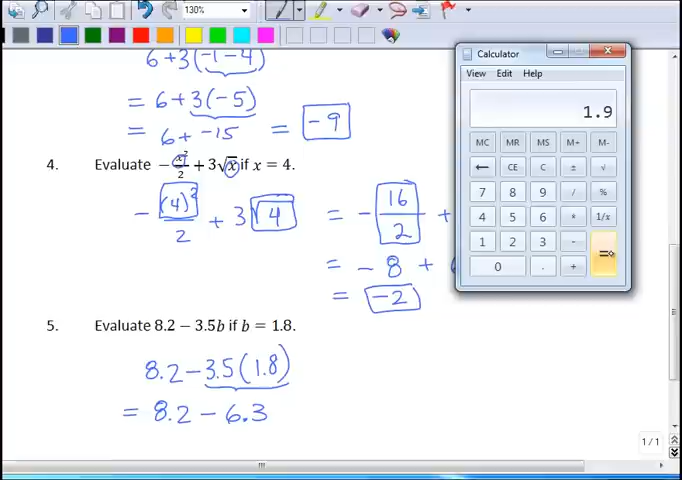 130%
6+3(-1-4)
= 6+3(-5)
= 6+ -15 = -9
4. Evaluate -x²/2 + 3√x if x = 4.
- (4)²/2 + 3√4 = - 16/2 +
= -8 +
= -2
5. Evaluate 8.2 − 3.5b if b = 1.8.
8.2 - 3.5(1.8)
= 8.2 - 6.3
Calculator
View Edit Help
1.9
MC MR MS M+ M-
← CE C ± √
7 8 9 / %
4 5 6 * 1/x
1 2 3 - =
0 . +
1/1